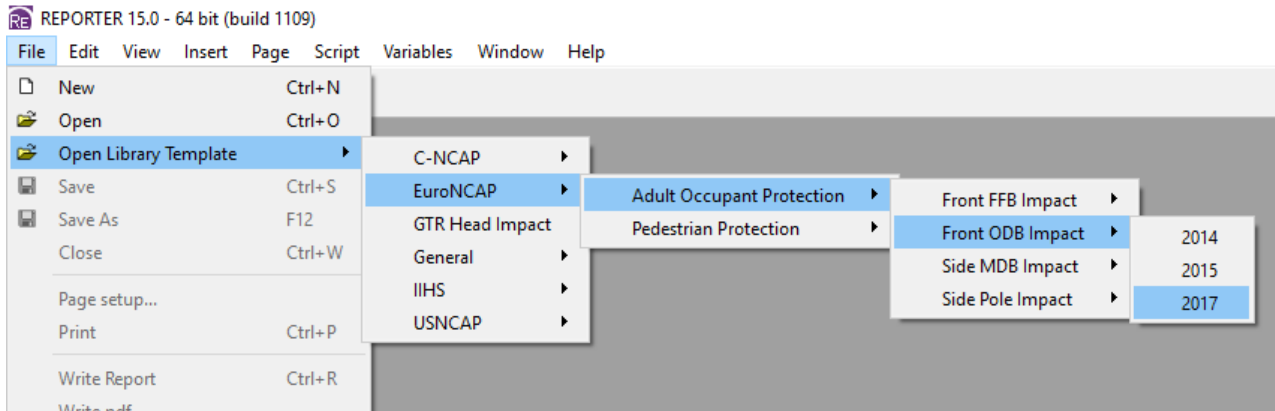 RE REPORTER 15.0 - 64 bit (build 1109)
File Edit View Insert Page Script Variables Window Help
New Ctrl+N
Open Ctrl+O
Open Library Template
Save Ctrl+S
Save As F12
Close Ctrl+W
Page setup...
Print Ctrl+P
Write Report Ctrl+R
Write pdf
C-NCAP
EuroNCAP
GTR Head Impact
General
IIHS
USNCAP
Adult Occupant Protection
Pedestrian Protection
Front FFB Impact
Front ODB Impact
Side MDB Impact
Side Pole Impact
2014
2015
2017